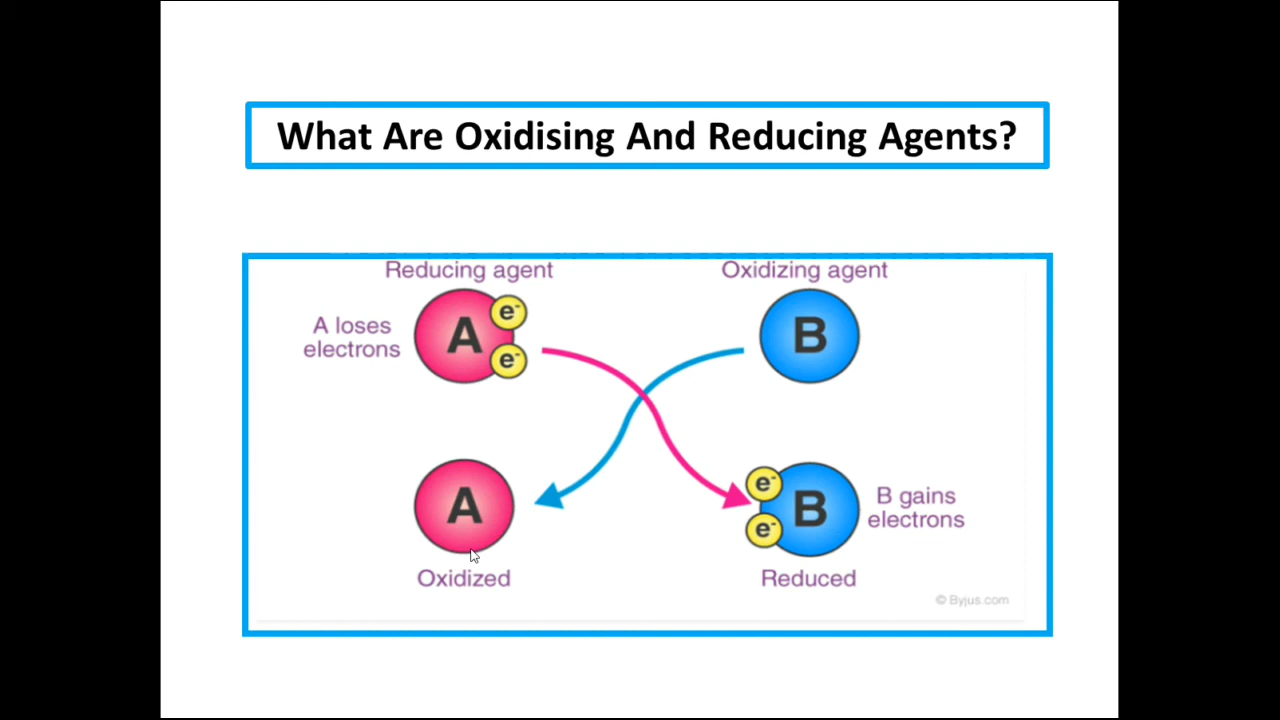 What Are Oxidising And Reducing Agents?
Reducing agent
Oxidizing agent
A loses
electrons
A
e-
e-
B
A
e-
e-
B
B gains
electrons
Oxidized
Reduced
© Byjus.com